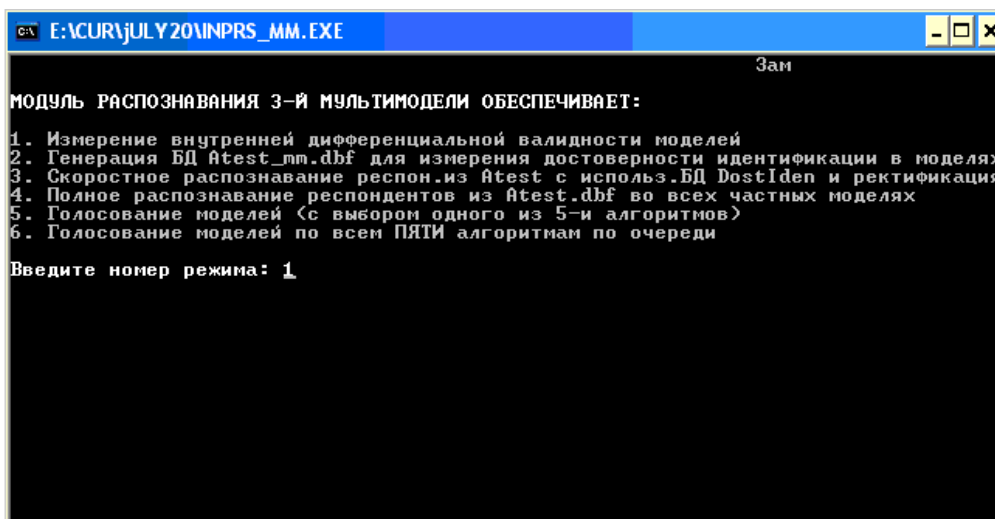 E:\CUR\jULY20\INPRS_MM.EXE
Зам
МОДУЛЬ РАСПОЗНАВАНИЯ 3-Й МУЛЬТИМОДЕЛИ ОБЕСПЕЧИВАЕТ:
1. Измерение внутренней дифференциальной валидности моделей
2. Генерация БД Atest_mm.dbf для измерения достоверности идентификации в моделях
3. Скоростное распознавание респон.из Atest с использ.БД DostIden и ректификация
4. Полное распознавание респондентов из Atest.dbf во всех частных моделях
5. Голосование моделей (с выбором одного из 5-и алгоритмов)
6. Голосование моделей по всем ПЯТИ алгоритмам по очереди
Введите номер режима: 1